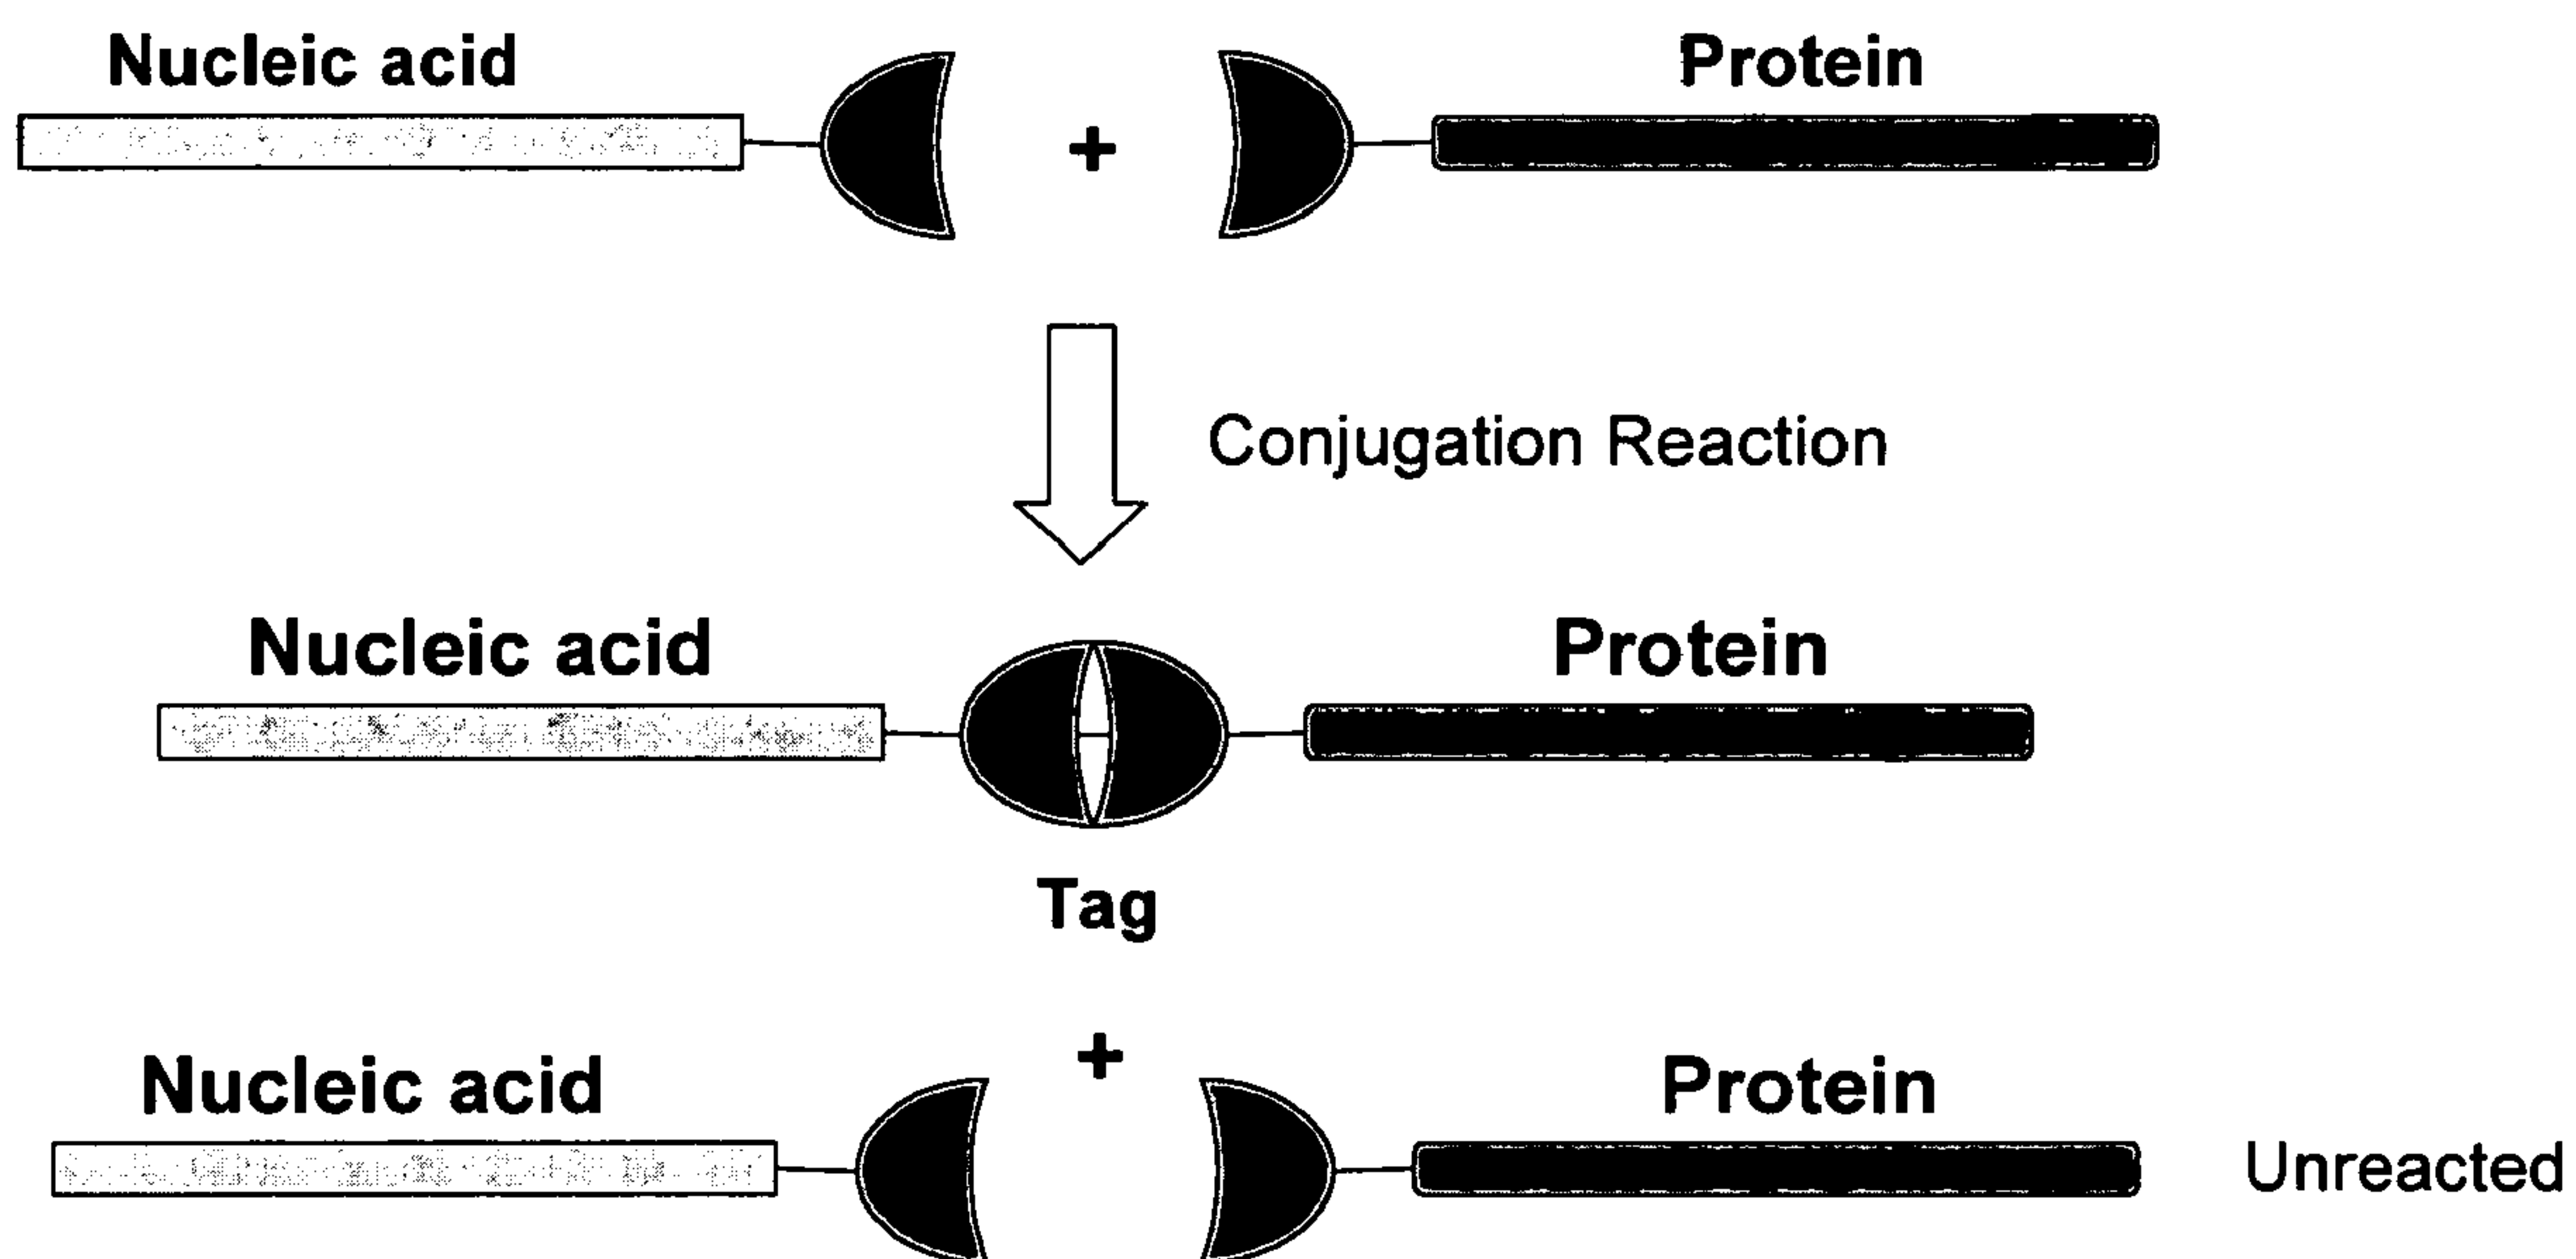 Nucleic acid
Protein
+
Conjugation Reaction
Nucleic acid
Protein
Tag
+
Nucleic acid
Protein
Unreacted